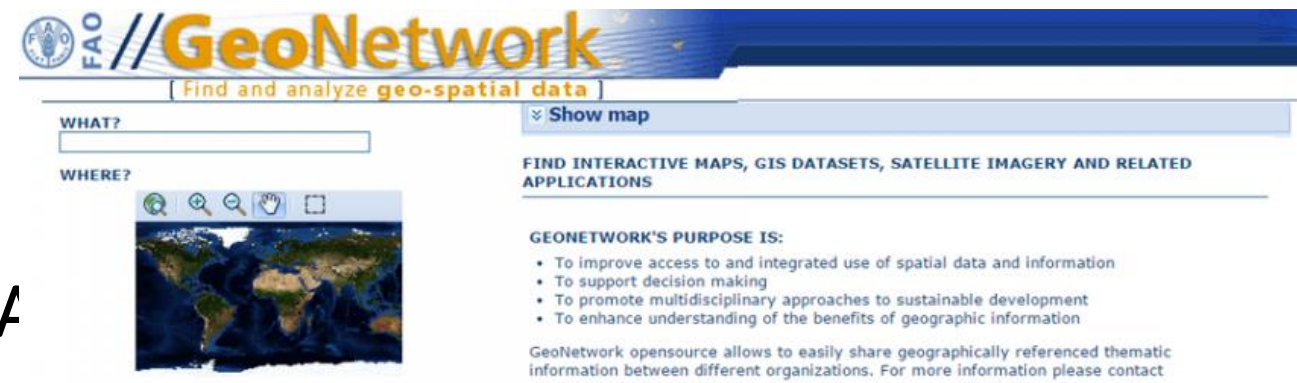 FAO
//GeoNetwork
[ Find and analyze geo-spatial data ]
WHAT?
WHERE?
Show map
FIND INTERACTIVE MAPS, GIS DATASETS, SATELLITE IMAGERY AND RELATED
APPLICATIONS
GEONETWORK'S PURPOSE IS:
• To improve access to and integrated use of spatial data and information
• To support decision making
• To promote multidisciplinary approaches to sustainable development
• To enhance understanding of the benefits of geographic information
GeoNetwork opensource allows to easily share geographically referenced thematic
information between different organizations. For more information please contact